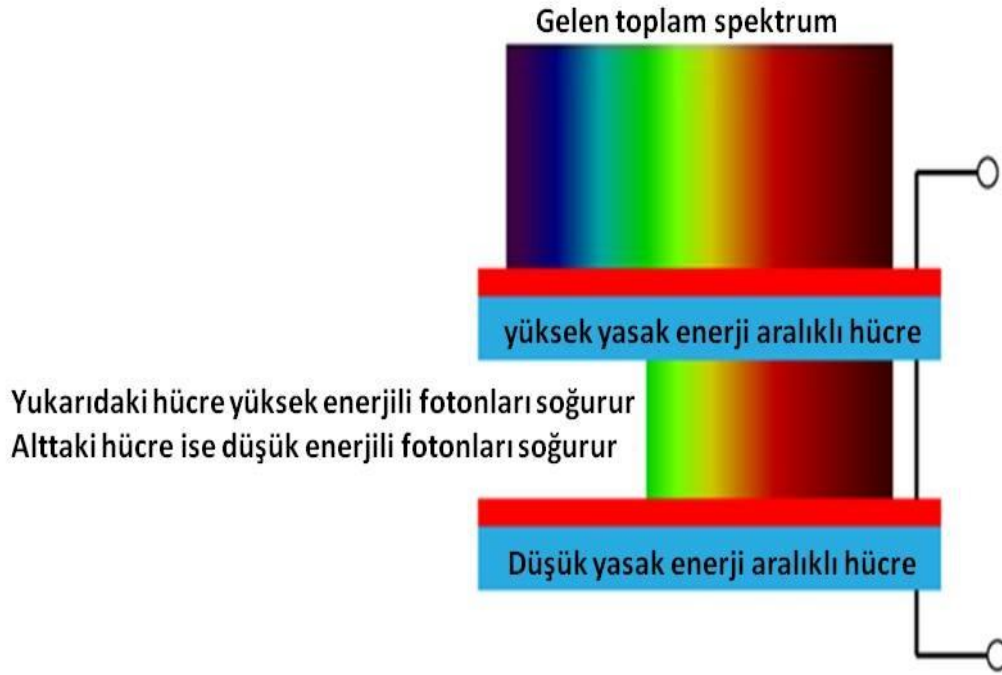 Gelen toplam spektrum
yüksek yasak enerji aralıklı hücre
Yukarıdaki hücre yüksek enerjili fotonları soğurur
Alttaki hücre ise düşük enerjili fotonları soğurur
Düşük yasak enerji aralıklı hücre